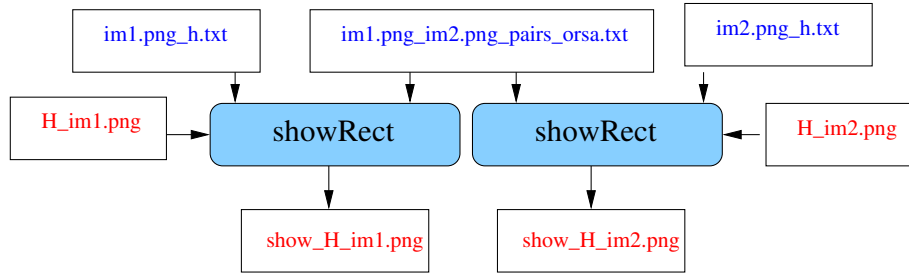 im1.png_h.txt
im1.png_im2.png_pairs_orsa.txt
im2.png_h.txt
H_im1.png
showRect
showRect
H_im2.png
show_H_im1.png
show_H_im2.png